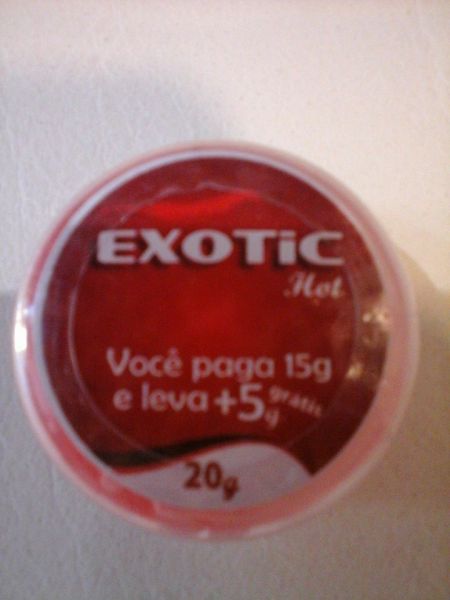 EXOTiC
Hot
Você paga 15g
e leva +5g grátis
20g